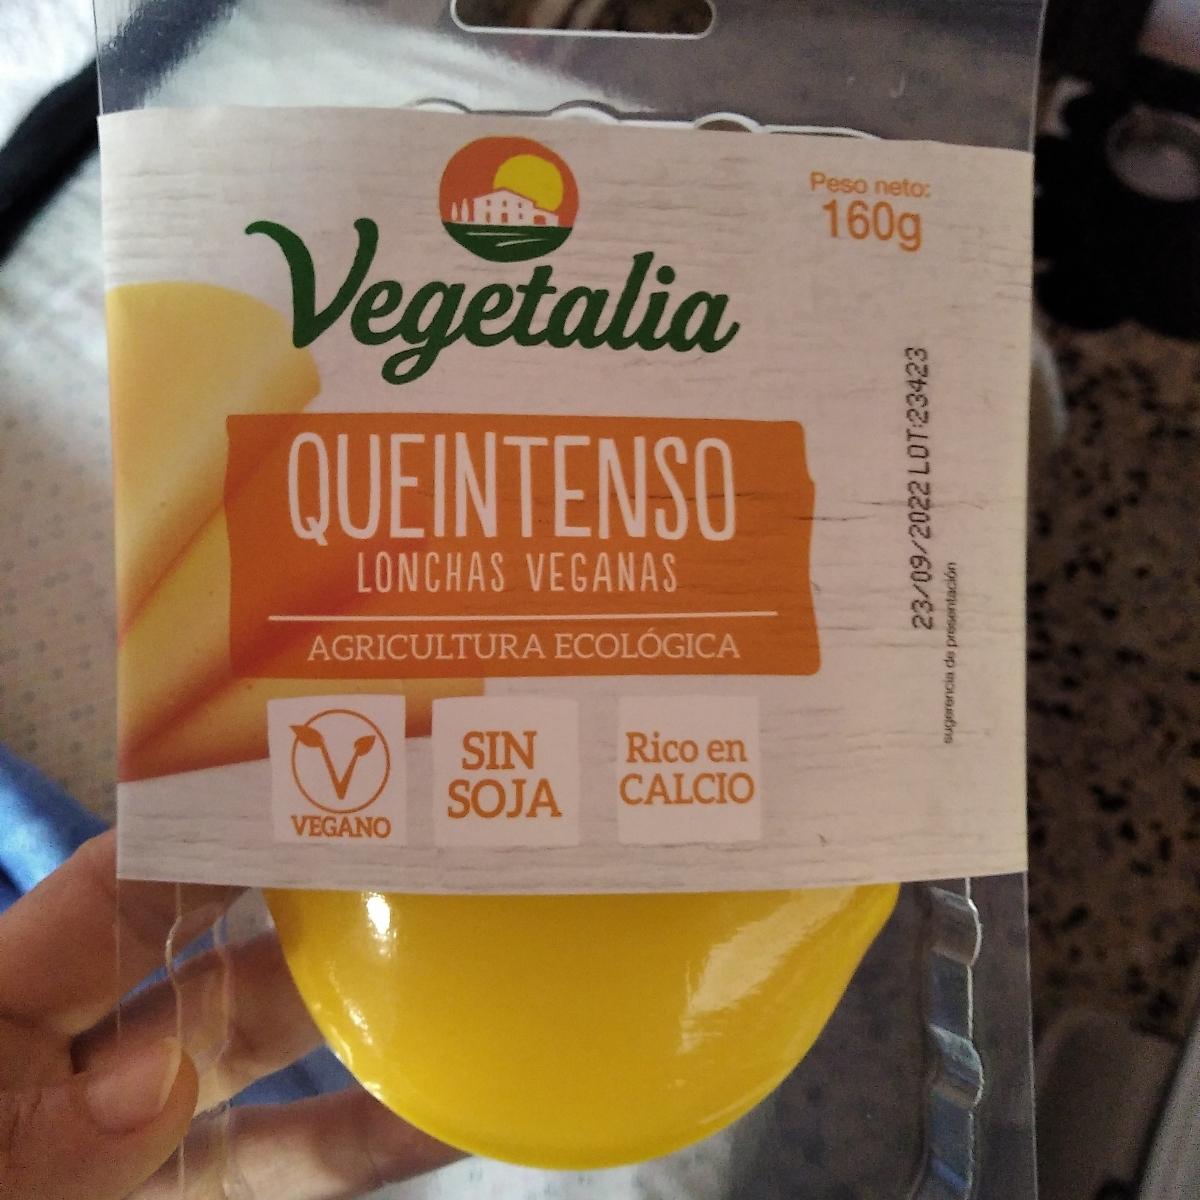 Vegetalia
Peso neto:
160g
QUEINTENSO
LONCHAS VEGANAS
AGRICULTURA ECOLÓGICA
V
VEGANO
SIN
SOJA
Rico en
CALCIO
23/09/2022 LOT:23423
sugerencia de presentación